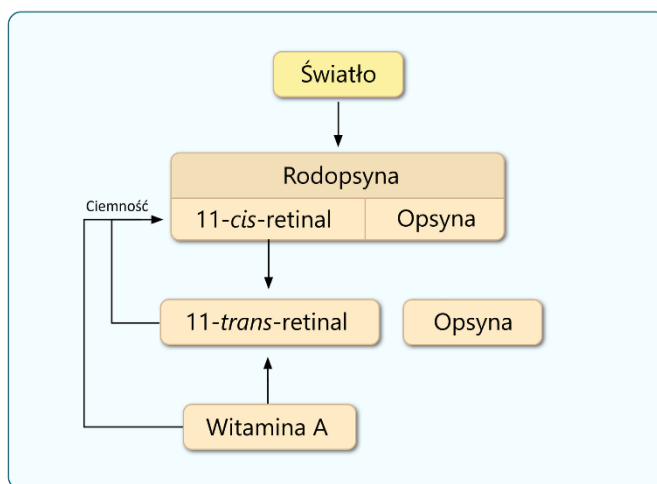 Światło
Rodopsyna
Ciemność
11-cis-retinal
Opsyna
11-trans-retinal
Opsyna
Witamina A